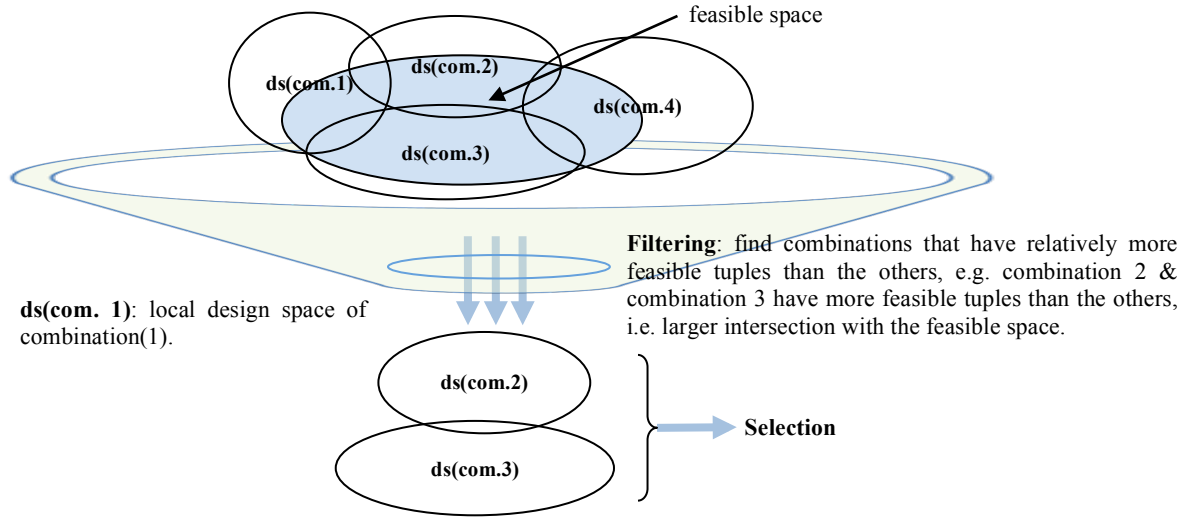 feasible space
ds(com.2)
ds(com.1)
ds(com.4)
ds(com.3)
Filtering: find combinations that have relatively more
feasible tuples than the others, e.g. combination 2 &
combination 3 have more feasible tuples than the others,
i.e. larger intersection with the feasible space.
ds(com. 1): local design space of
combination(1).
ds(com.2)
Selection
ds(com.3)